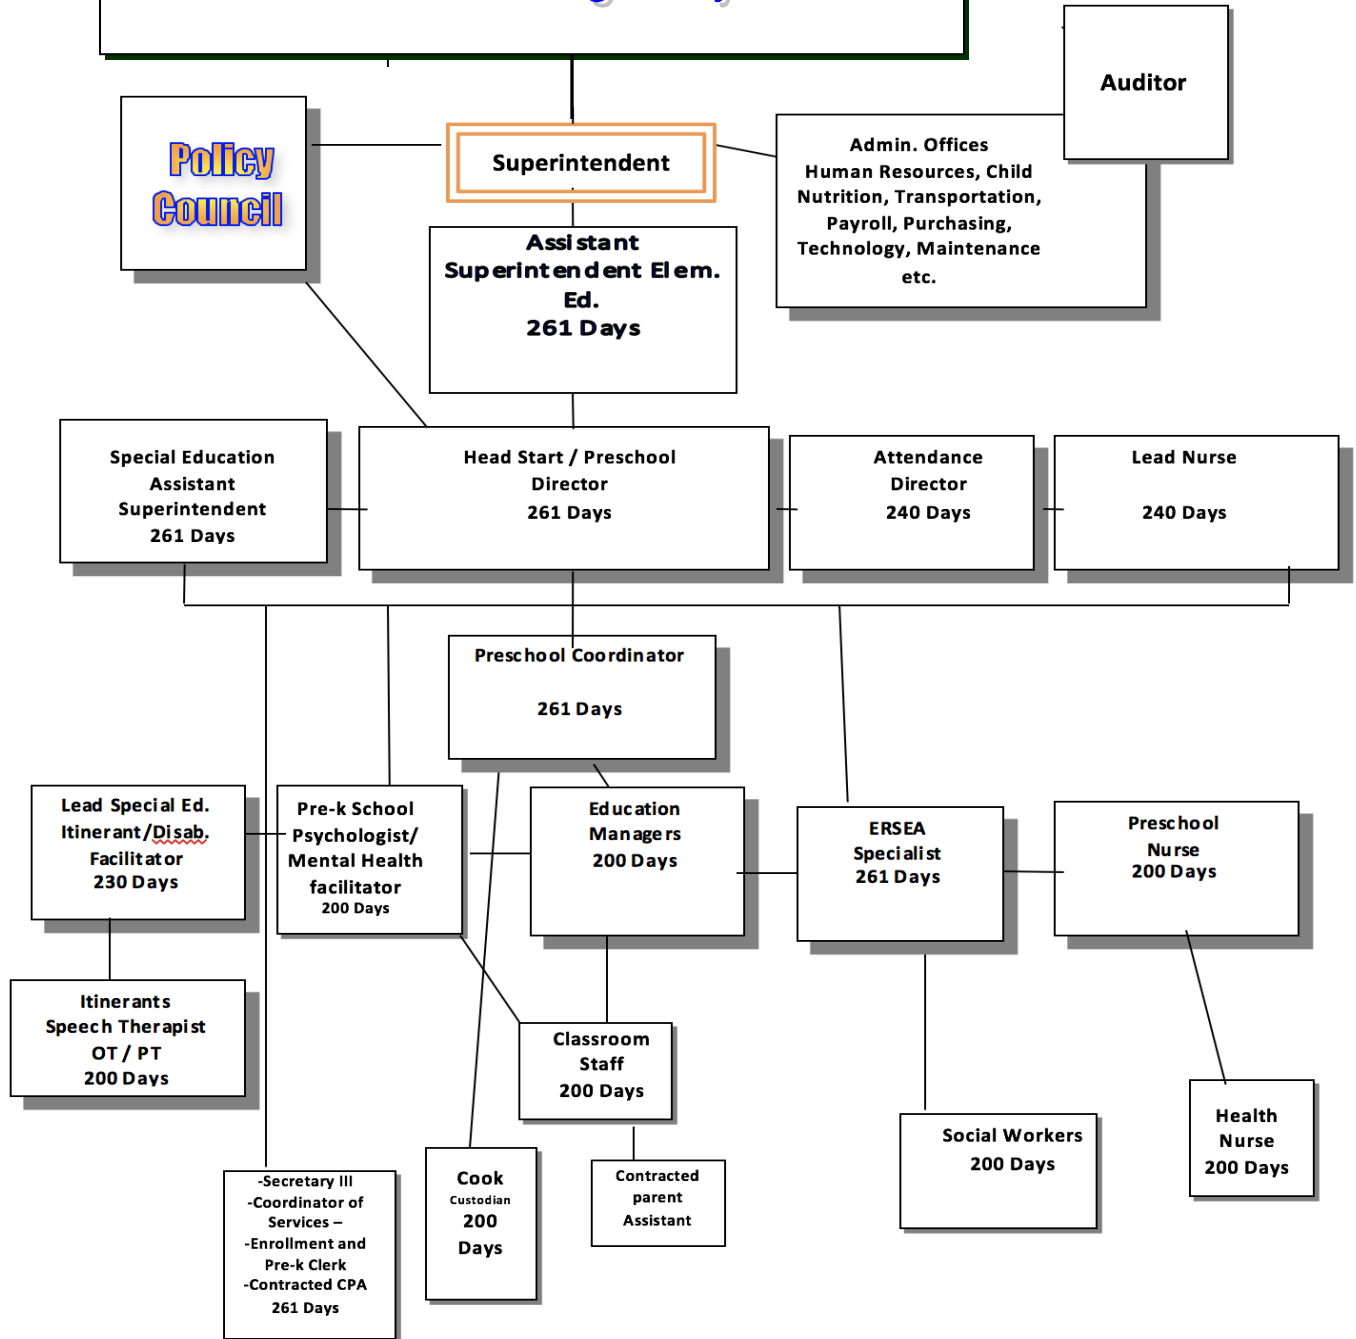 Auditor
Policy
Council
Superintendent
Admin. Offices
Human Resources, Child
Nutrition, Transportation,
Payroll, Purchasing,
Technology, Maintenance
etc.
Assistant
Superintendent Elem.
Ed.
261 Days
Special Education
Assistant
Superintendent
261 Days
Head Start / Preschool
Director
261 Days
Attendance
Director
240 Days
Lead Nurse
240 Days
Preschool Coordinator
261 Days
Lead Special Ed.
Itinerant/Disab.
Facilitator
230 Days
Pre-k School
Psychologist/
Mental Health
facilitator
200 Days
Education
Managers
200 Days
ERSEA
Specialist
261 Days
Preschool
Nurse
200 Days
Itinerants
Speech Therapist
OT / PT
200 Days
Classroom
Staff
200 Days
Social Workers
200 Days
Health
Nurse
200 Days
-Secretary III
-Coordinator of
Services –
-Enrollment and
Pre-k Clerk
-Contracted CPA
261 Days
Cook
Custodian
200
Days
Contracted
parent
Assistant